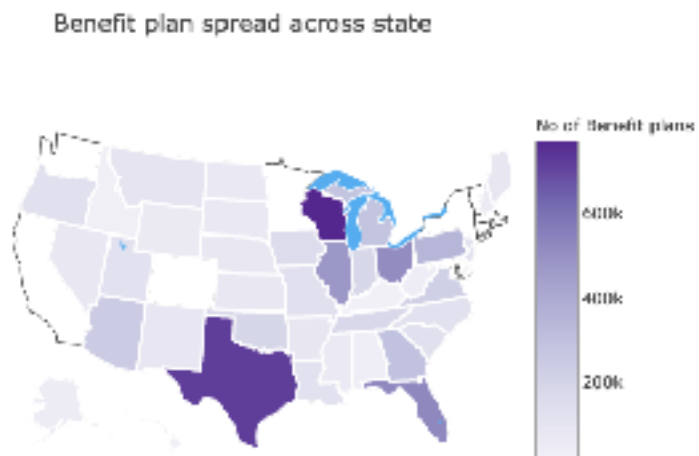 Benefit plan spread across state
No of Benefit plans
600k
400k
200k